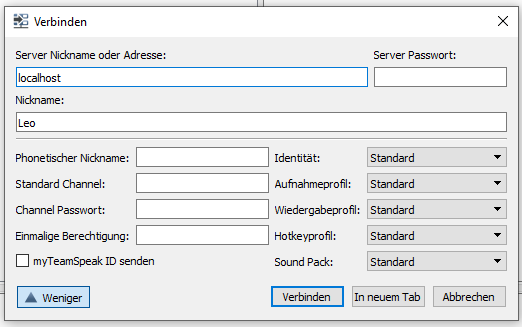 Verbinden
Server Nickname oder Adresse: Server Passwort:
localhost
Nickname:
Leo
Phonetischer Nickname: Identität: Standard
Standard Channel: Aufnahmeprofil: Standard
Channel Passwort: Wiedergabeprofil: Standard
Einmalige Berechtigung: Hotkeyprofil: Standard
myTeamSpeak ID senden Sound Pack: Standard
Weniger Verbinden In neuem Tab Abbrechen